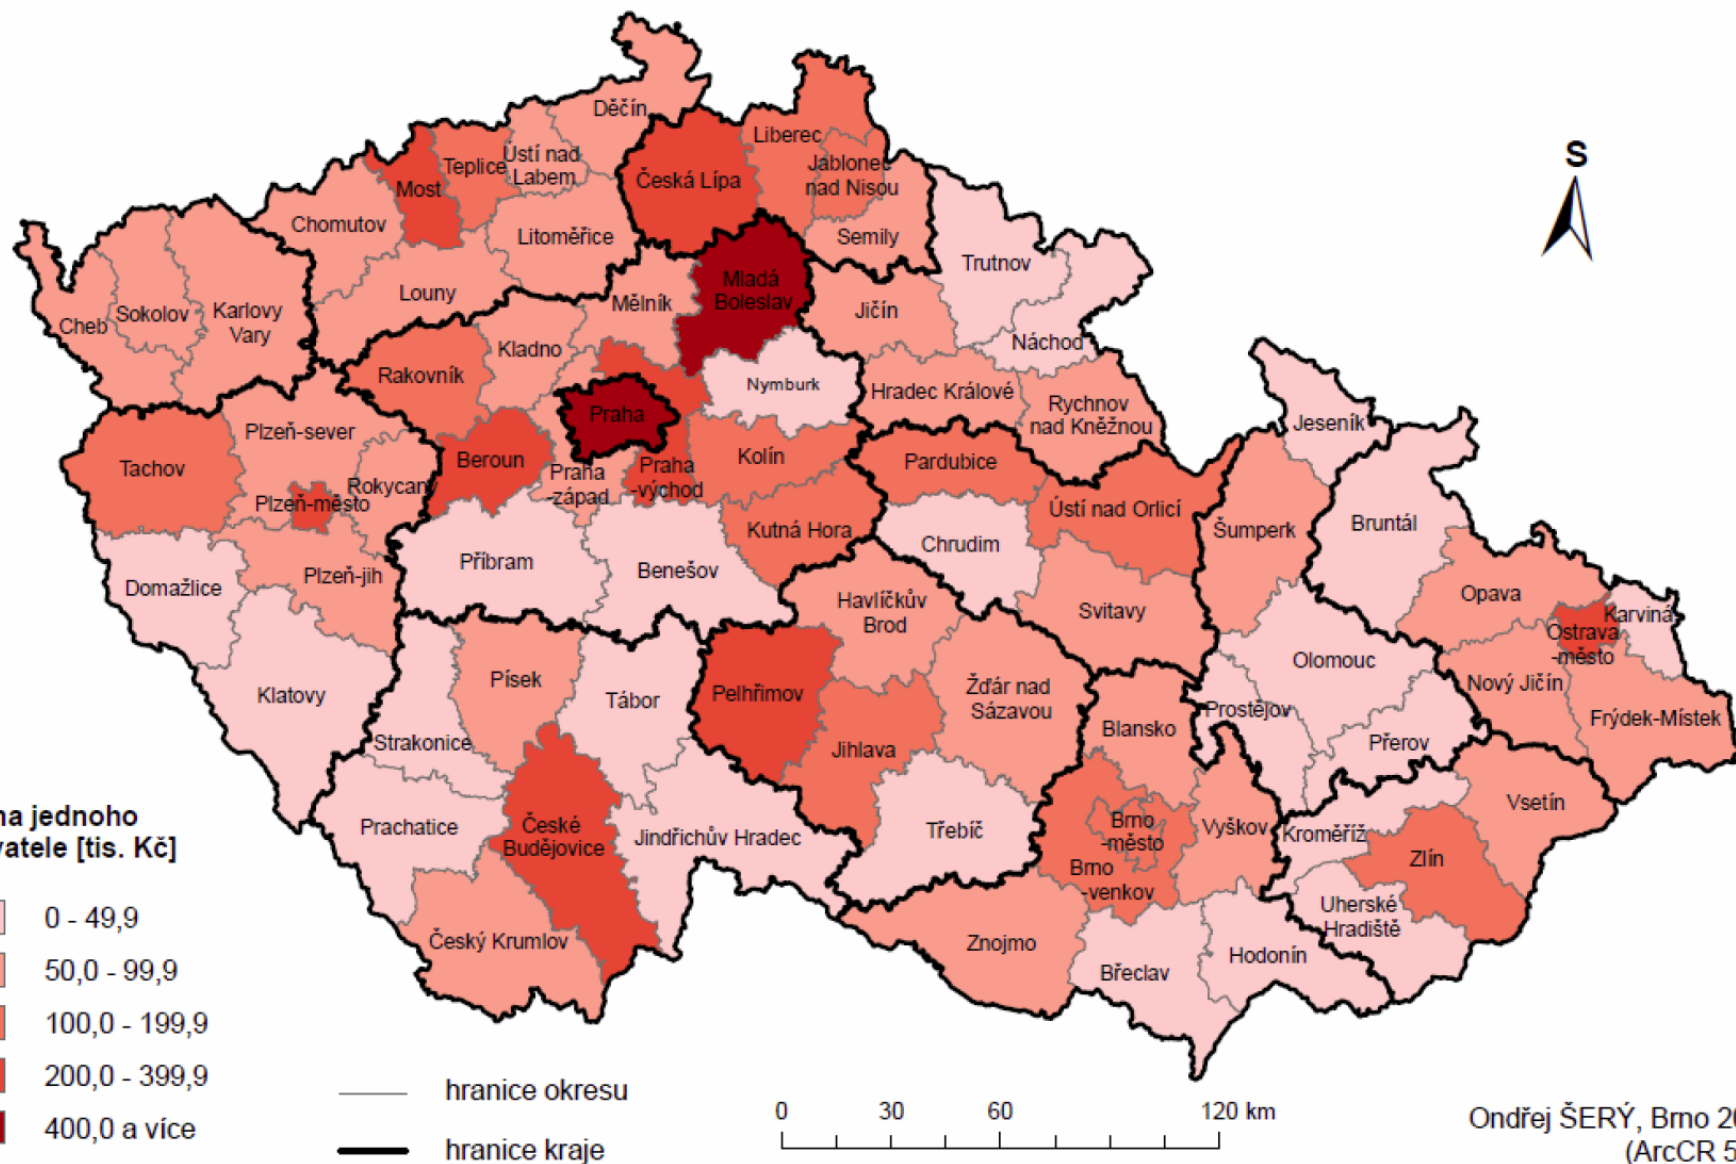 Děčín
Liberec
Teplice
Ústí nad
Labem
Jablonec
nad Nisou
Česká Lípa
Most
S
Chomutov
Litoměřice
Semily
Trutnov
Mladá
Boleslav
Louny
Mělník
Jičín
Cheb
Sokolov
Karlovy
Vary
Náchod
Kladno
Rakovník
Nymburk
Hradec Králové
Rychnov
nad Kněžnou
Praha
Jeseník
Plzeň-sever
Tachov
Beroun
Kolín
Pardubice
Praha
-západ
Praha
-východ
Rokycany
Plzeň-město
Ústí nad Orlicí
Šumperk
Bruntál
Kutná Hora
Chrudim
Příbram
Benešov
Plzeň-jih
Domažlice
Opava
Havlíčkův
Brod
Svitavy
Karviná
Ostrava
-město
Olomouc
Písek
Pelhřimov
Žďár nad
Sázavou
Nový Jičín
Klatovy
Tábor
Prostějov
Frýdek-Místek
Blansko
Strakonice
Jihlava
Přerov
Vsetín
na jednoho
vatele [tis. Kč]
Prachatice
České
Budějovice
Jindřichův Hradec
Třebíč
Brno
-město
Vyškov
Kroměříž
Brno
-venkov
Zlín
Uherské
Hradiště
0 - 49,9
Český Krumlov
Znojmo
Hodonín
Břeclav
50,0 - 99,9
100,0 - 199,9
200,0 - 399,9
400,0 a více
hranice okresu
hranice kraje
0 30 60 120 km
Ondřej ŠERÝ, Brno 20
(ArcCR 5